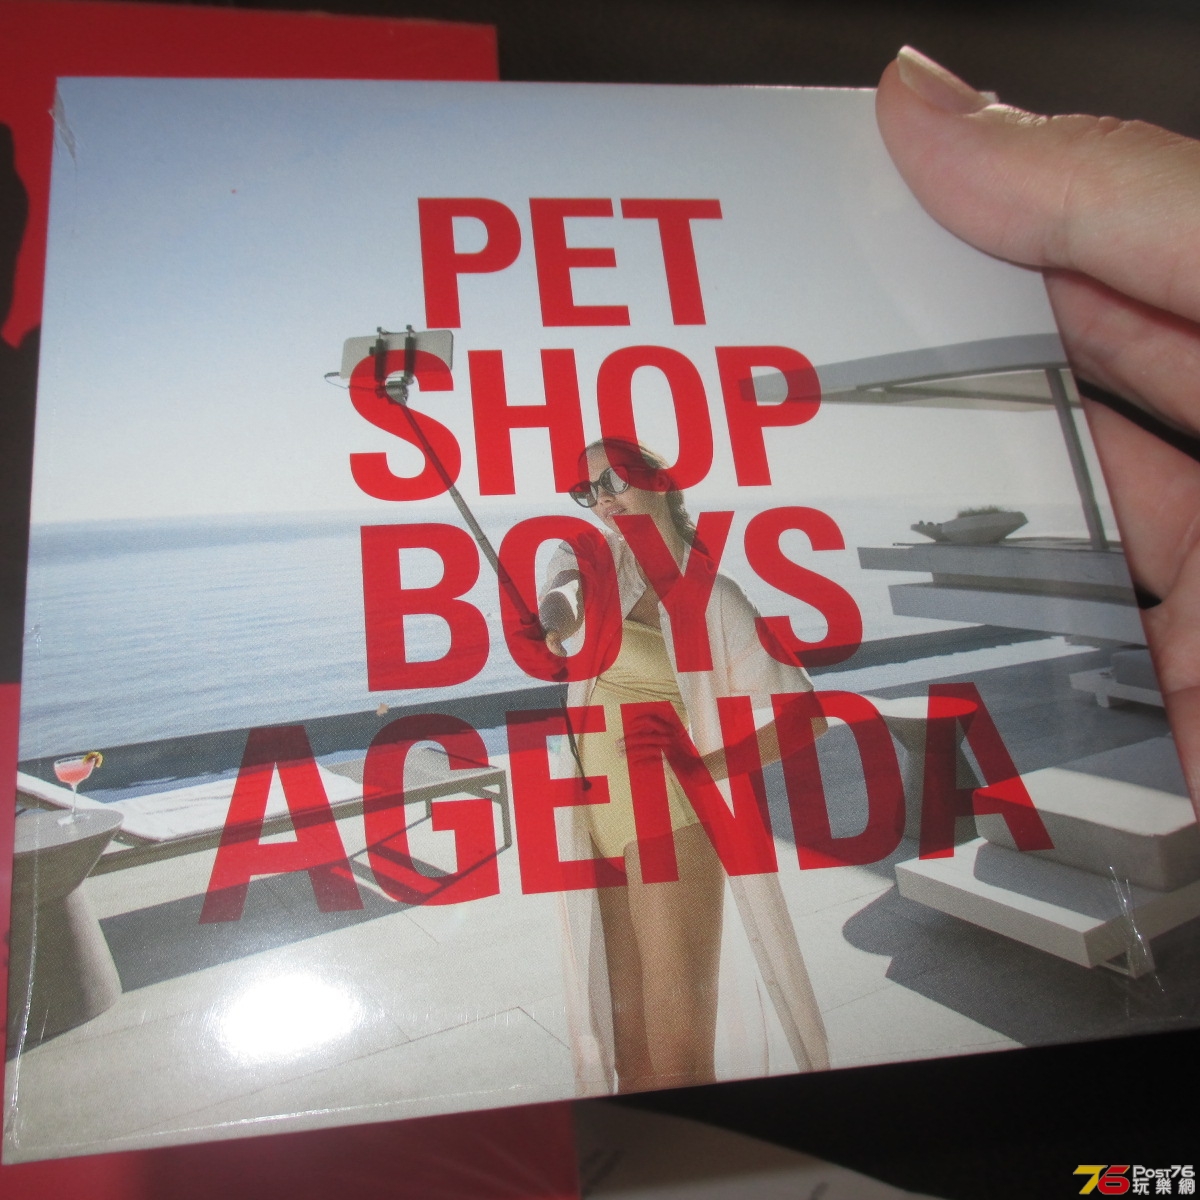 PET
SHOP
BOYS
AGENDA
76 Post76
玩樂網